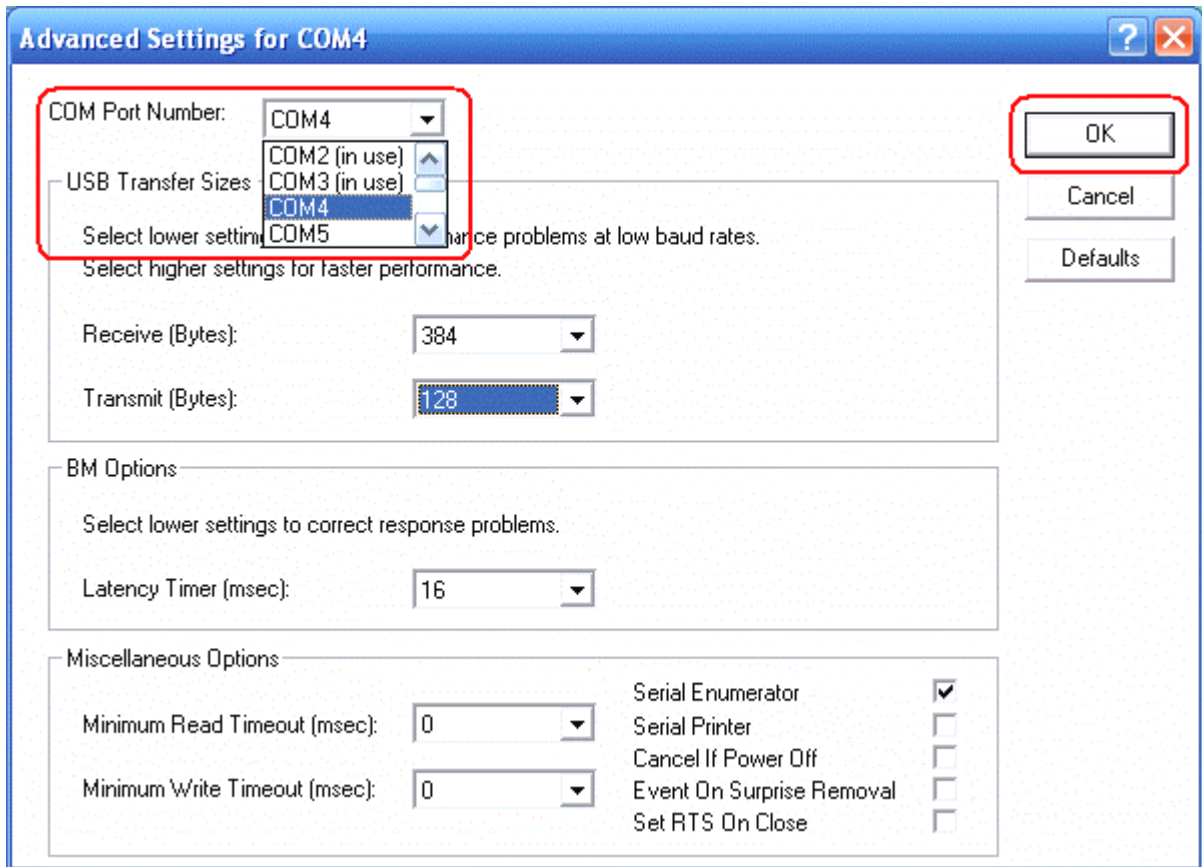 Advanced Settings for COM4
COM Port Number:
COM4
COM2 (in use)
COM3 (in use)
COM4
COM5
OK
Cancel
Defaults
USB Transfer Sizes
Select lower problems at low baud rates.
Select higher settings for faster performance.
Receive (Bytes):
384
Transmit (Bytes):
128
BM Options
Select lower settings to correct response problems.
Latency Timer (msec):
16
Miscellaneous Options
Minimum Read Timeout (msec):
0
Minimum Write Timeout (msec):
0
Serial Enumerator
Serial Printer
Cancel If Power Off
Event On Surprise Removal
Set RTS On Close